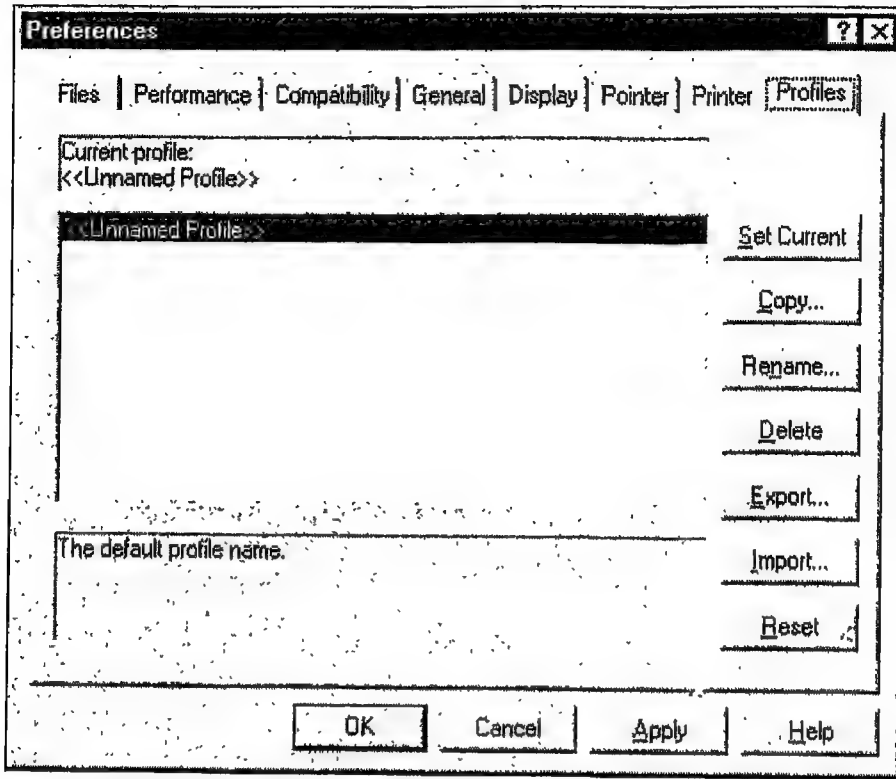 Preferences
Files Performance Compatibility General Display Pointer Printer Profiles
Current profile:
<<Unnamed Profile>>
<<Unnamed Profile>>
Set Current
Copy...
Rename...
Delete
Export...
The default profile name.
Import...
Reset
OK Cancel Apply Help